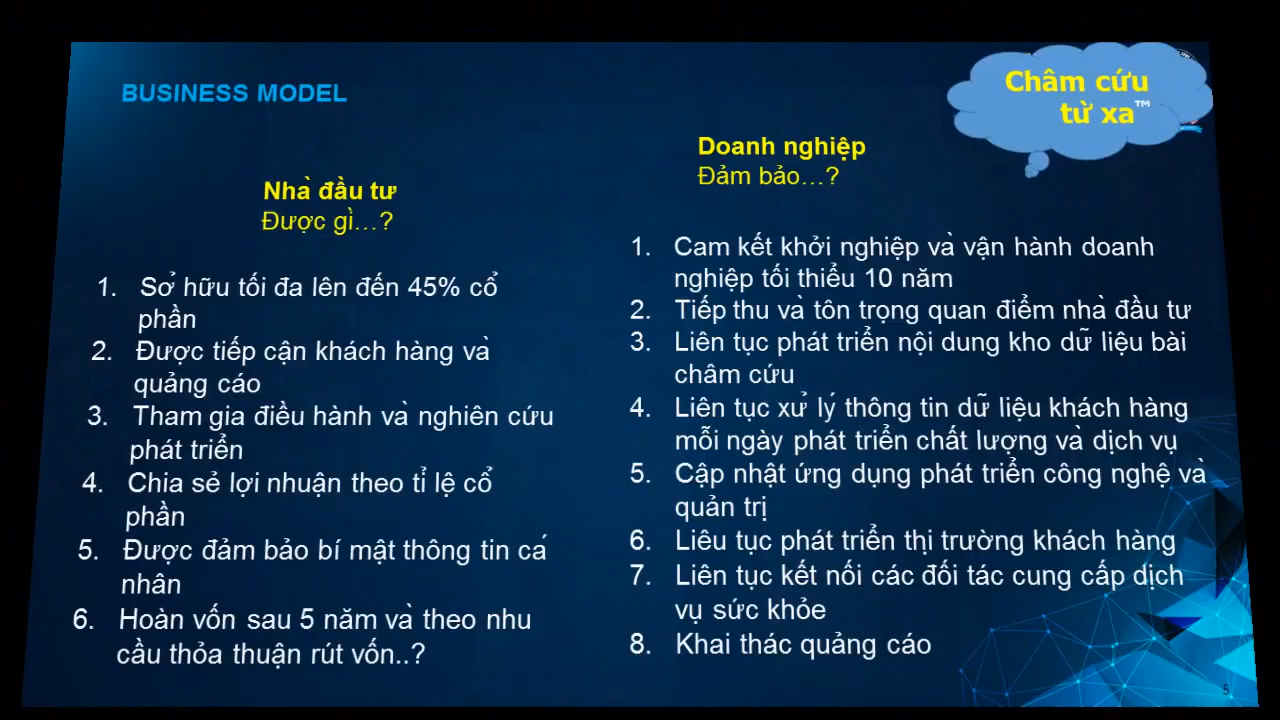 BUSINESS MODEL
Châm cứu
từ xa™
Nhà đầu tư
Được gì…?
1. Sở hữu tối đa lên đến 45% cổ
phần
2. Được tiếp cận khách hàng và
quảng cáo
3. Tham gia điều hành và nghiên cứu
phát triển
4. Chia sẻ lợi nhuận theo tỉ lệ cổ
phần
5. Được đảm bảo bí mật thông tin cá
nhân
6. Hoàn vốn sau 5 năm và theo nhu
cầu thỏa thuận rút vốn..?
Doanh nghiệp
Đảm bảo…?
1. Cam kết khởi nghiệp và vận hành doanh
nghiệp tối thiểu 10 năm
2. Tiếp thu và tôn trọng quan điểm nhà đầu tư
3. Liên tục phát triển nội dung kho dữ liệu bài
châm cứu
4. Liên tục xử lý thông tin dữ liệu khách hàng
mỗi ngày phát triển chất lượng và dịch vụ
5. Cập nhật ứng dụng phát triển công nghệ và
quản trị
6. Liêu tục phát triển thị trường khách hàng
7. Liên tục kết nối các đối tác cung cấp dịch
vụ sức khỏe
8. Khai thác quảng cáo
5